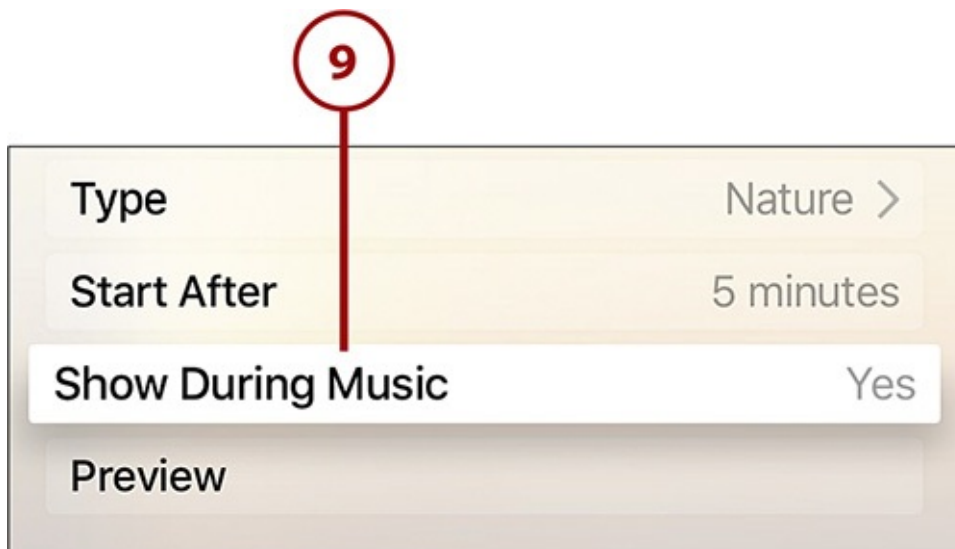 9
Type Nature >
Start After 5 minutes
Show During Music Yes
Preview